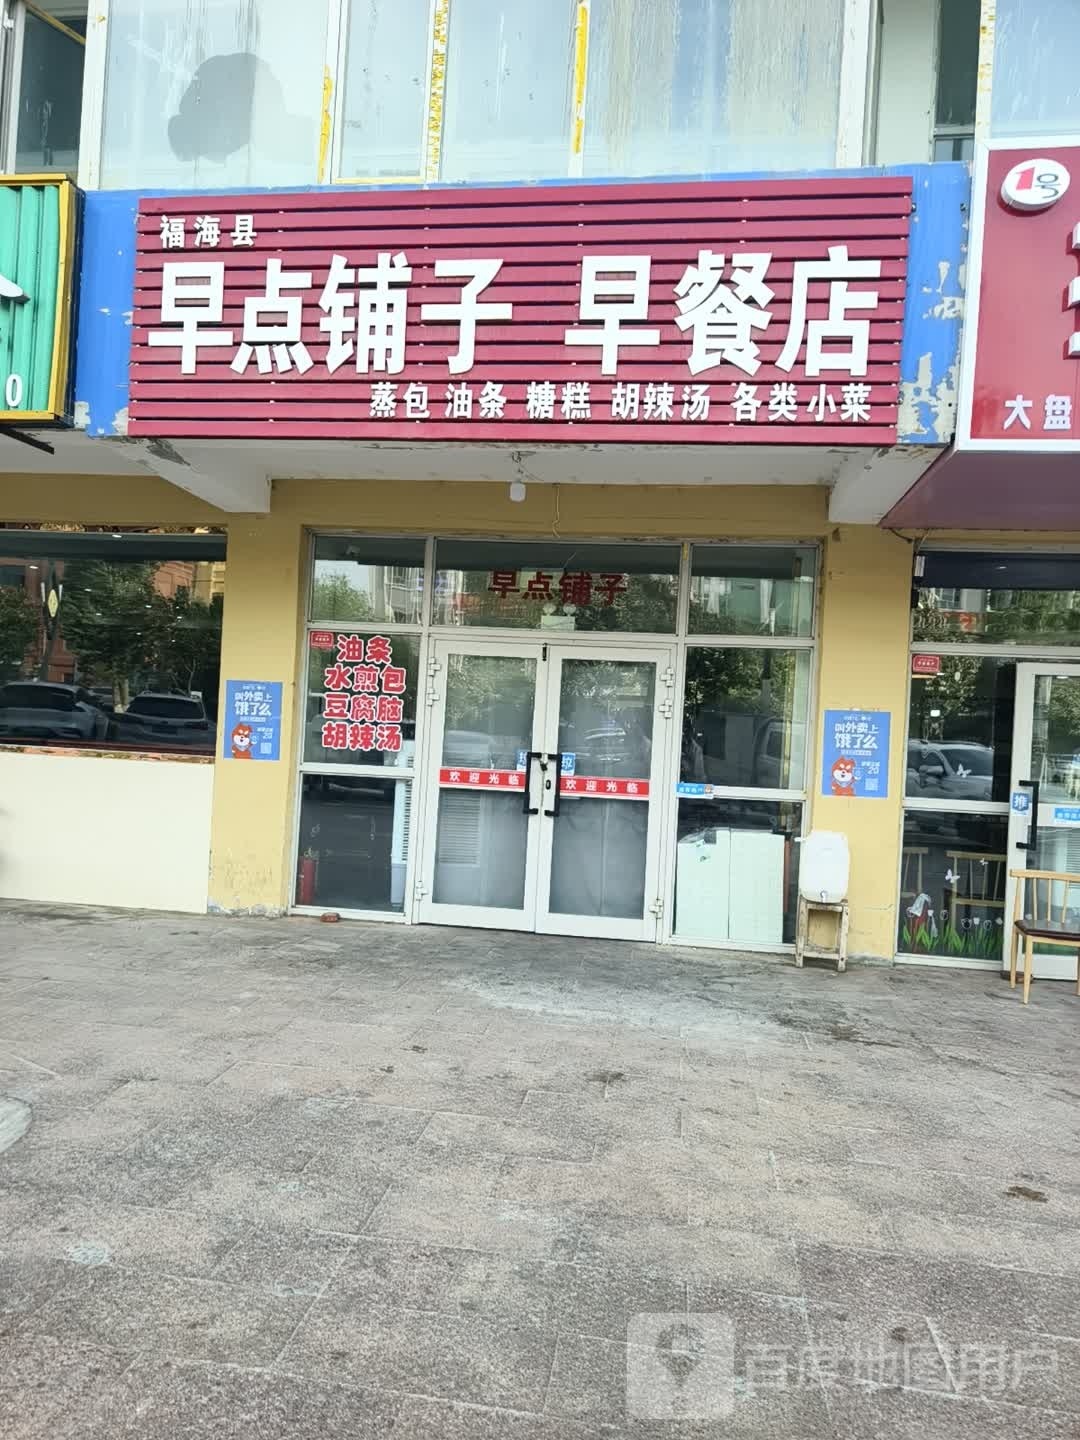 福海县
早点铺子 早餐店
蒸包 油条 糖糕 胡辣汤 各类小菜
1号
大盘
0
早点铺子
油条
水煎包
豆腐脑
胡辣汤
叫外卖上
饿了么
叫外卖上
饿了么
欢迎光临
欢迎光临
推
百度地图用户